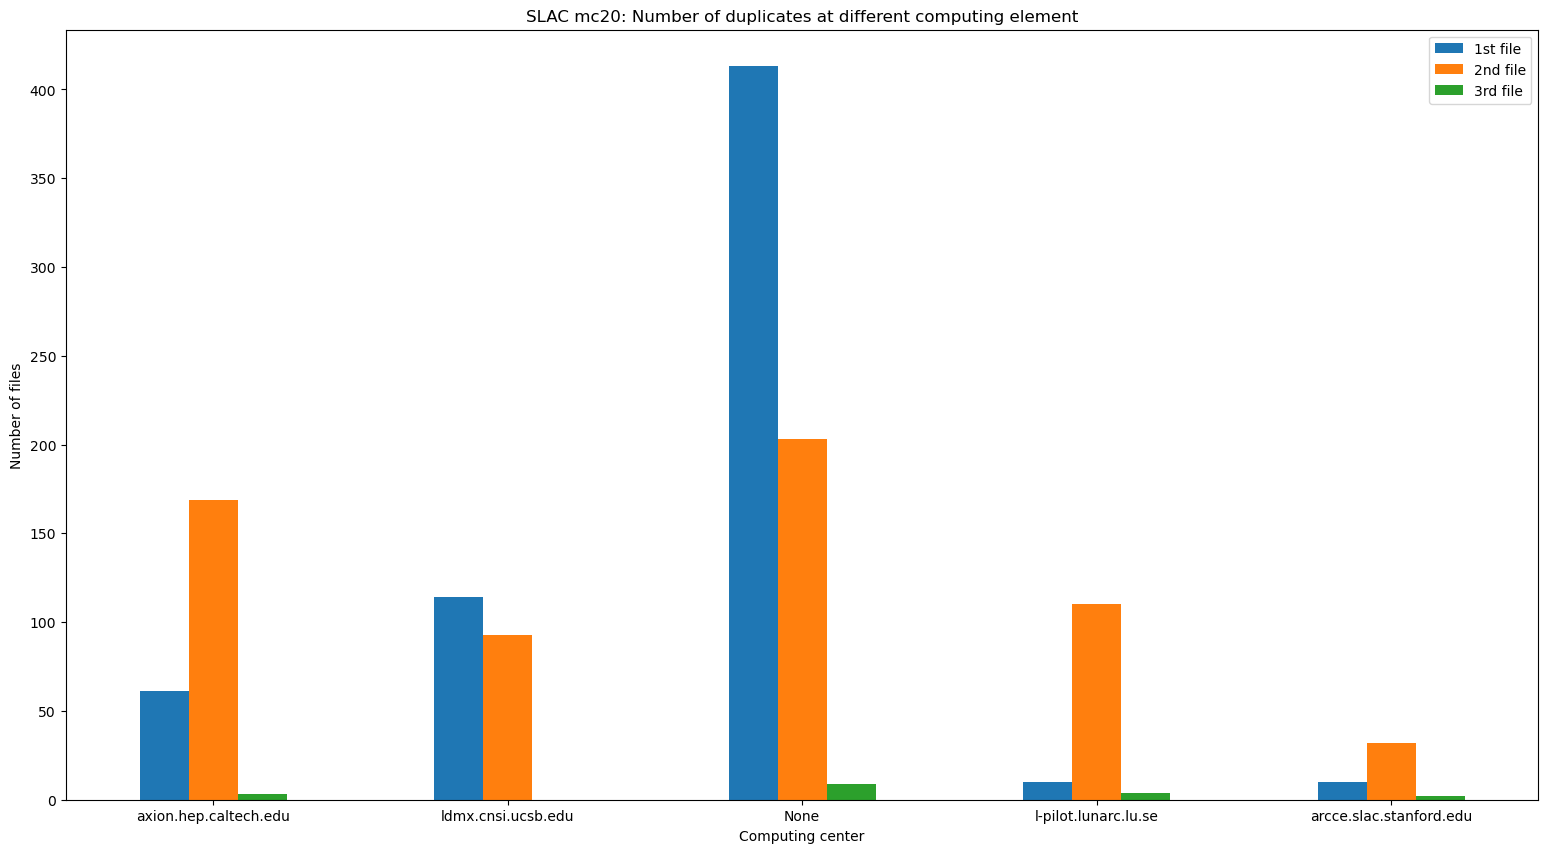 SLAC mc20: Number of duplicates at different computing element
1st file
2nd file
3rd file
400
350
300
250
200
150
100
50
0
Number of files
axion.hep.caltech.edu
ldmx.cnsi.ucsb.edu
None
l-pilot.lunarc.lu.se
arcce.slac.stanford.edu
Computing center